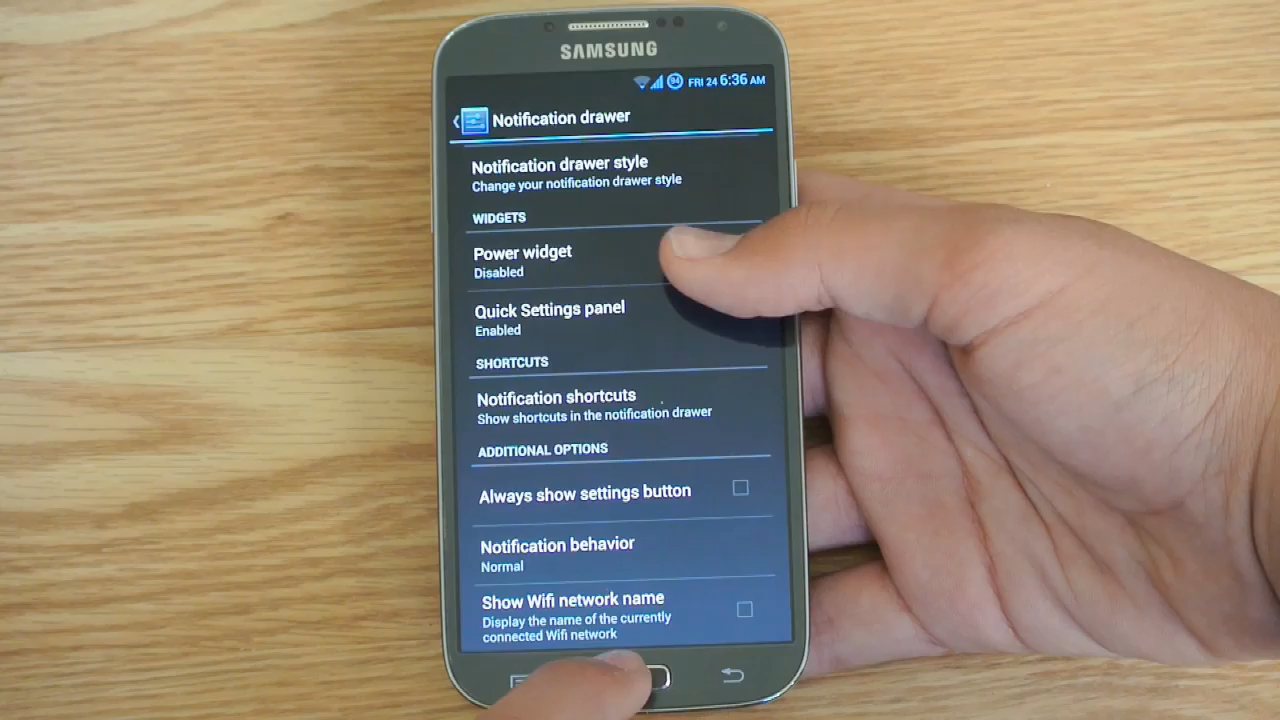 SAMSUNG
94 FRI 24 6:36 AM
Notification drawer
Notification drawer style
Change your notification drawer style
WIDGETS
Power widget
Disabled
Quick Settings panel
Enabled
SHORTCUTS
Notification shortcuts
Show shortcuts in the notification drawer
ADDITIONAL OPTIONS
Always show settings button
Notification behavior
Normal
Show Wifi network name
Display the name of the currently
connected Wifi network